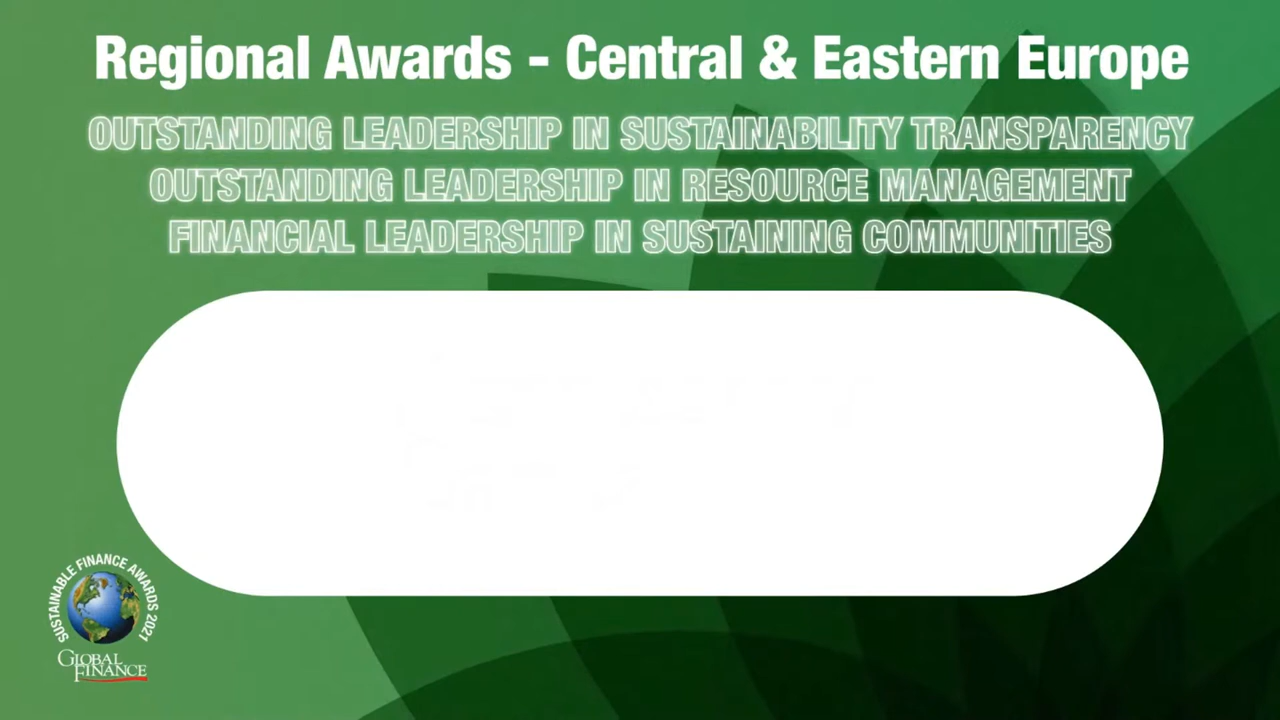 Regional Awards - Central & Eastern Europe
OUTSTANDING LEADERSHIP IN SUSTAINABILITY TRANSPARENCY
OUTSTANDING LEADERSHIP IN RESOURCE MANAGEMENT
FINANCIAL LEADERSHIP IN SUSTAINING COMMUNITIES
SUSTAINABLE FINANCE AWARDS 2021
GLOBAL
FINANCE